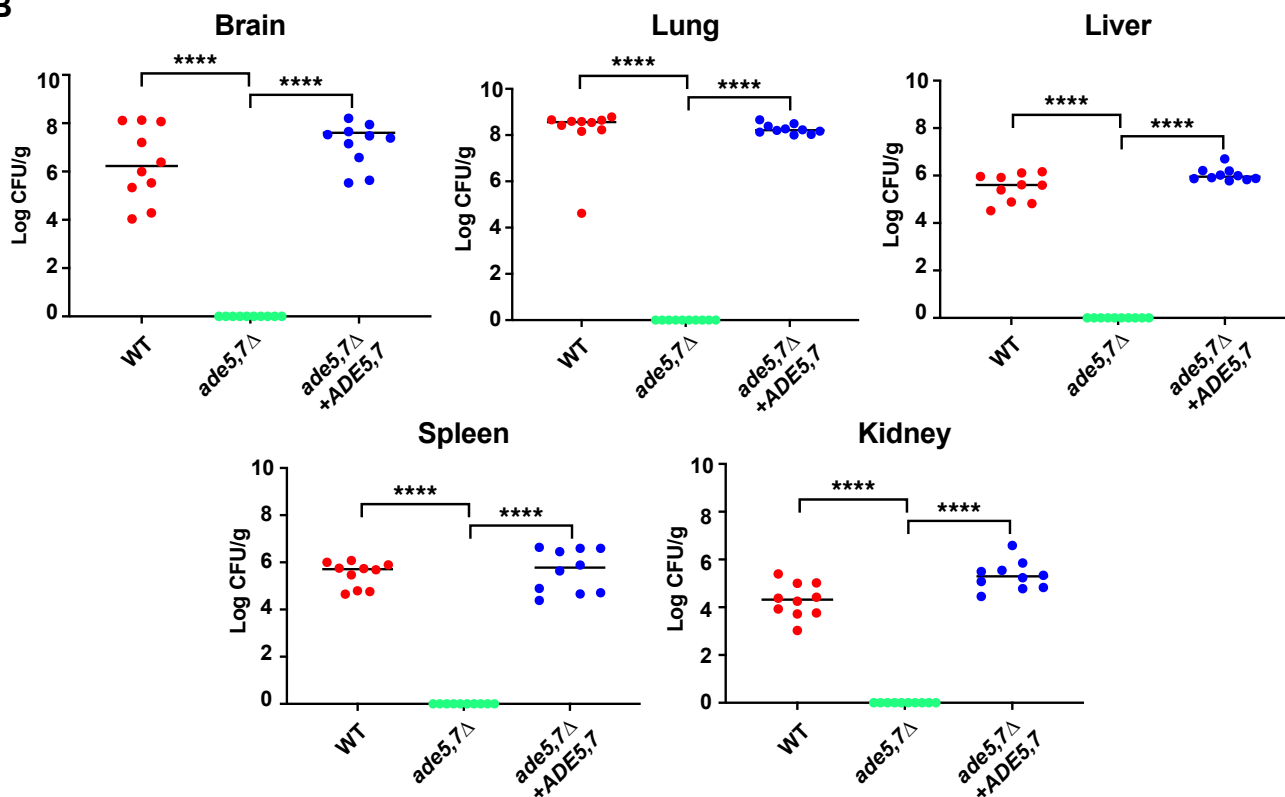 B
Brain
Lung
Liver
**** ****
**** ****
**** ****
Log CFU/g
10
8
6
4
2
0
WT
ade5,7Δ
ade5,7Δ
+ADE5,7
Log CFU/g
10
8
6
4
2
0
WT
ade5,7Δ
ade5,7Δ
+ADE5,7
Log CFU/g
10
8
6
4
2
0
WT
ade5,7Δ
ade5,7Δ
+ADE5,7
Spleen
Kidney
**** ****
**** ****
Log CFU/g
10
8
6
4
2
0
WT
ade5,7Δ
ade5,7Δ
+ADE5,7
Log CFU/g
10
8
6
4
2
0
WT
ade5,7Δ
ade5,7Δ
+ADE5,7